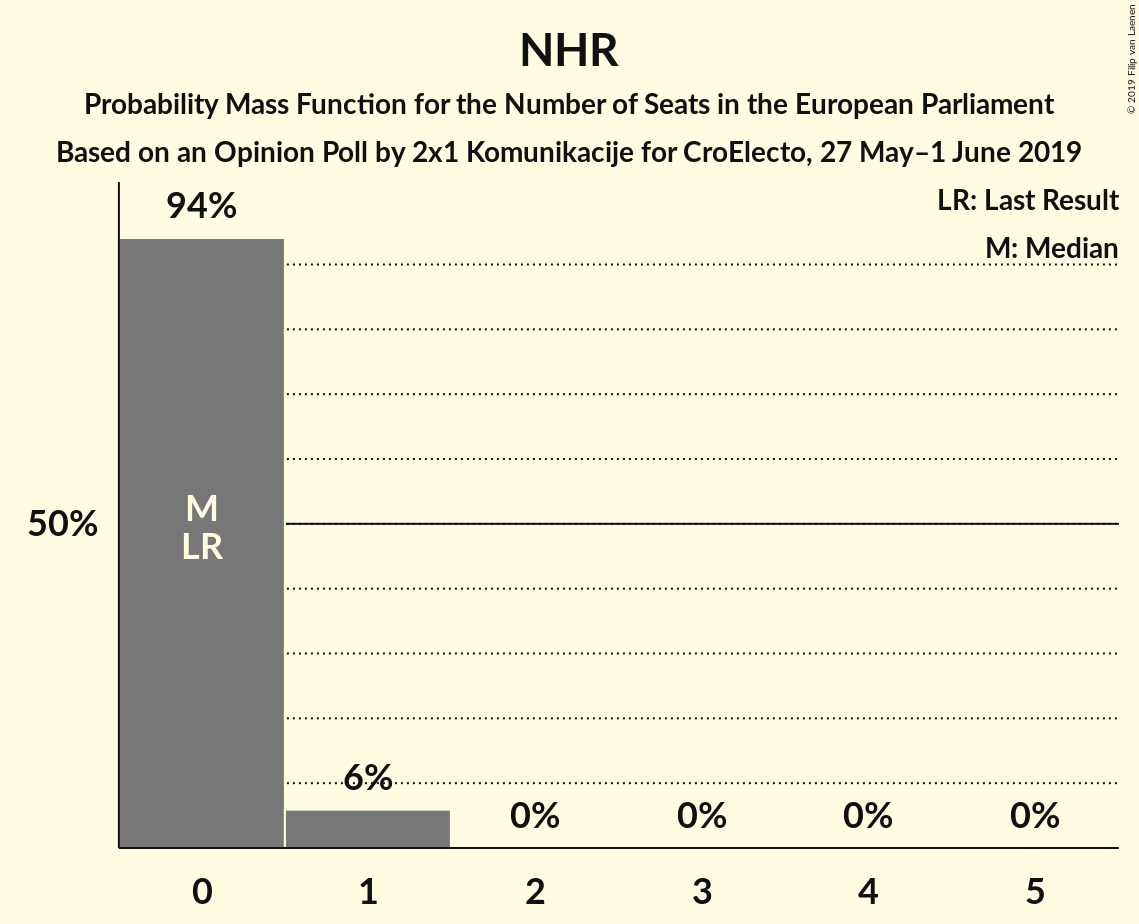 NHR
Probability Mass Function for the Number of Seats in the European Parliament
Based on an Opinion Poll by 2x1 Komunikacije for CroElecto, 27 May–1 June 2019
© 2019 Filip van Laenen
LR: Last Result
M: Median
94%
M
LR
50%
6%
0%
0%
0%
0%
0 1 2 3 4 5